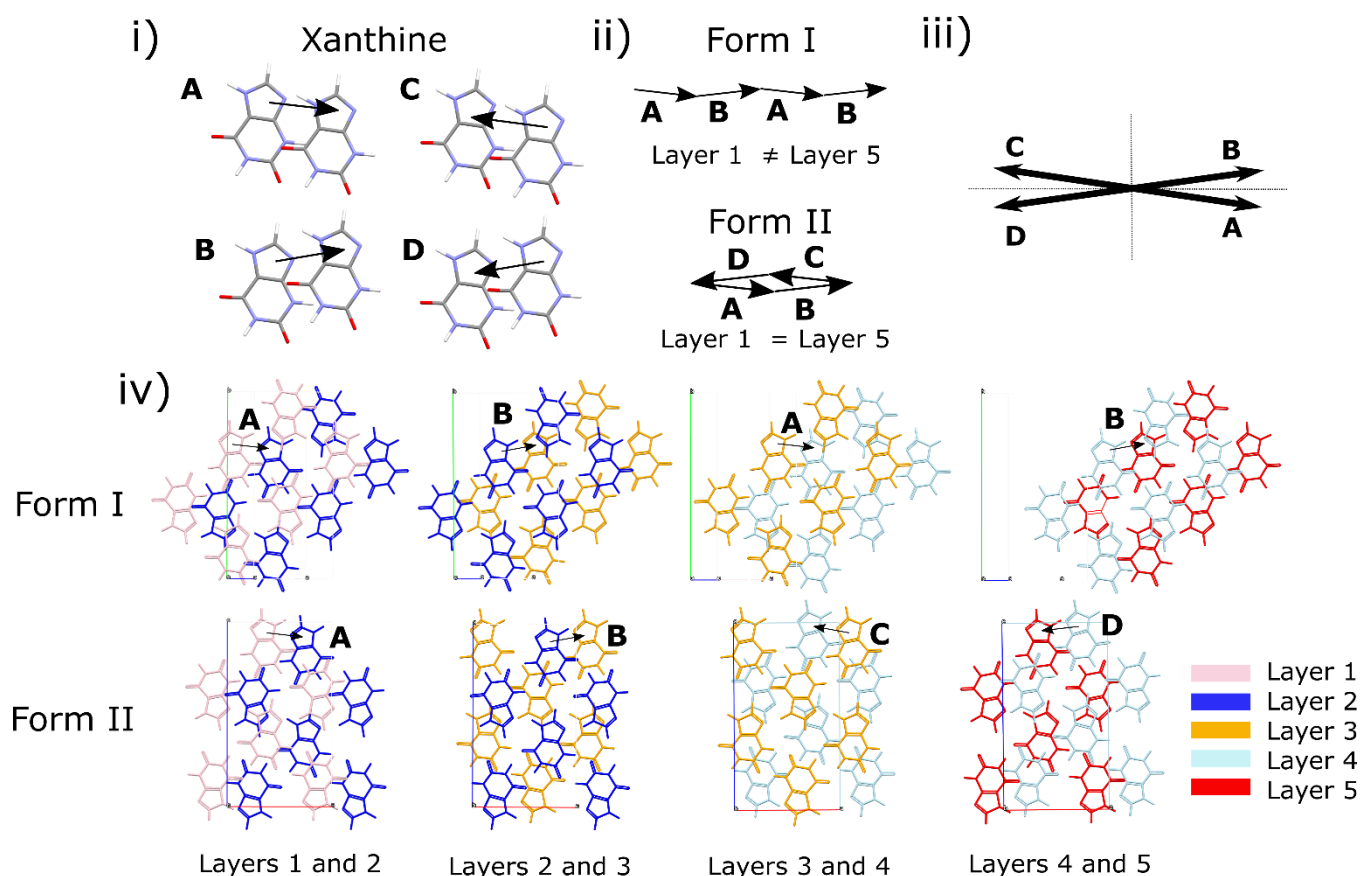 i)
Xanthine
A
C
B
D
ii)
Form I
A B A B
Layer 1 ≠ Layer 5
Form II
D C
A B
Layer 1 = Layer 5
iii)
C B
D A
iv)
A B A B
Form I
A B C D
Form II
Layer 1
Layer 2
Layer 3
Layer 4
Layer 5
Layers 1 and 2
Layers 2 and 3
Layers 3 and 4
Layers 4 and 5